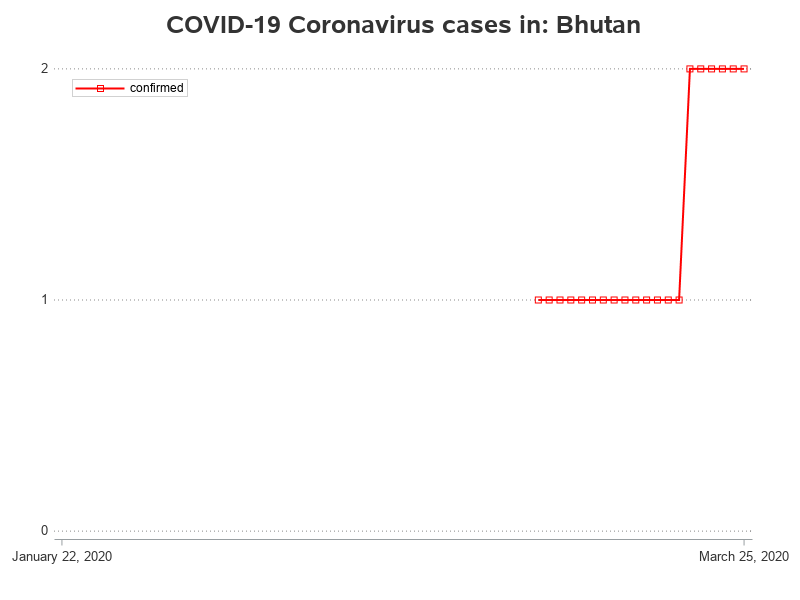 COVID-19 Coronavirus cases in: Bhutan
2
confirmed
1
0
January 22, 2020
March 25, 2020